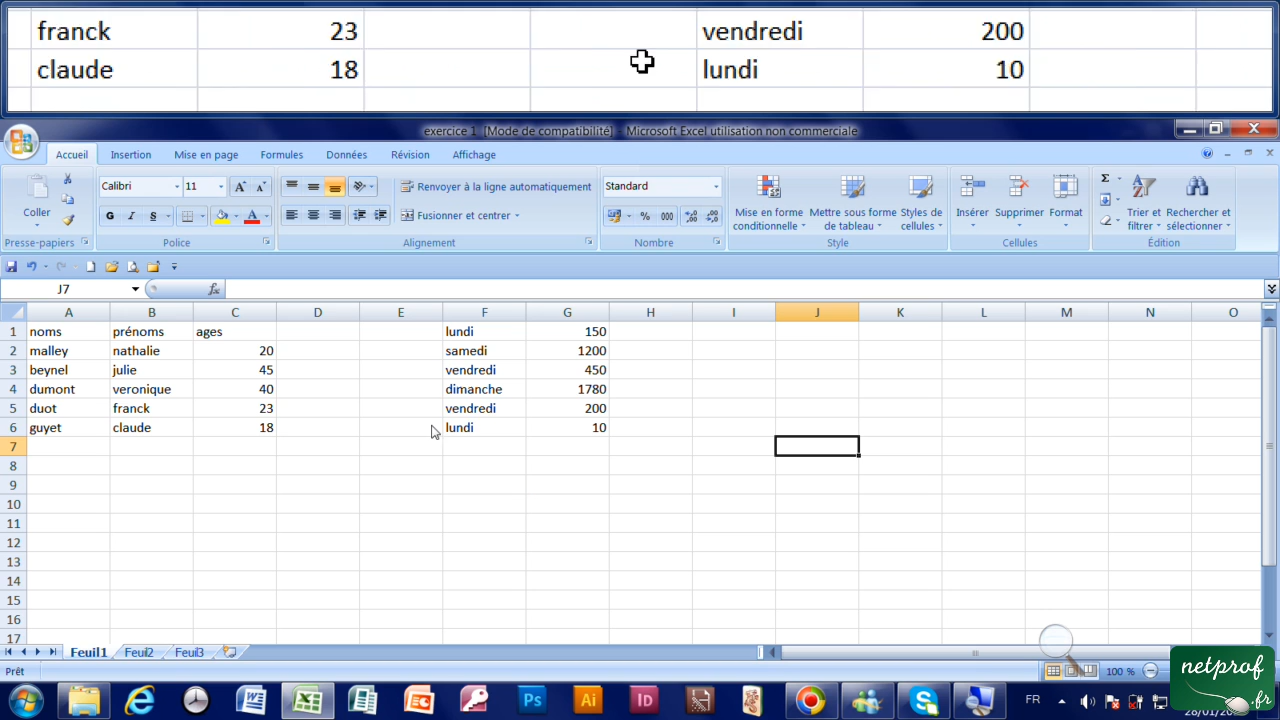 franck 23 vendredi 200
claude 18 lundi 10
exercice 1 [Mode de compatibilité] - Microsoft Excel utilisation non commerciale
Accueil Insertion Mise en page Formules Données Révision Affichage
Coller
Presse-papiers
Calibri 11
G I S
Police
Renvoyer à la ligne automatiquement
Fusionner et centrer
Alignement
Standard
% 000
Nombre
Mise en forme conditionnelle
Mettre sous forme de tableau
Styles de cellules
Style
Insérer Supprimer Format
Cellules
Σ
Trier et filtrer
Rechercher et sélectionner
Édition
J7 fx
A B C D E F G H I J K L M N O
1 noms prénoms ages lundi 150
2 malley nathalie 20 samedi 1200
3 beynel julie 45 vendredi 450
4 dumont veronique 40 dimanche 1780
5 duot franck 23 vendredi 200
6 guyet claude 18 lundi 10
7
8
9
10
11
12
13
14
15
16
17
Feuil1 Feuil2 Feuil3
Prêt 100 %
netprof.fr
Ps Ai ID FR